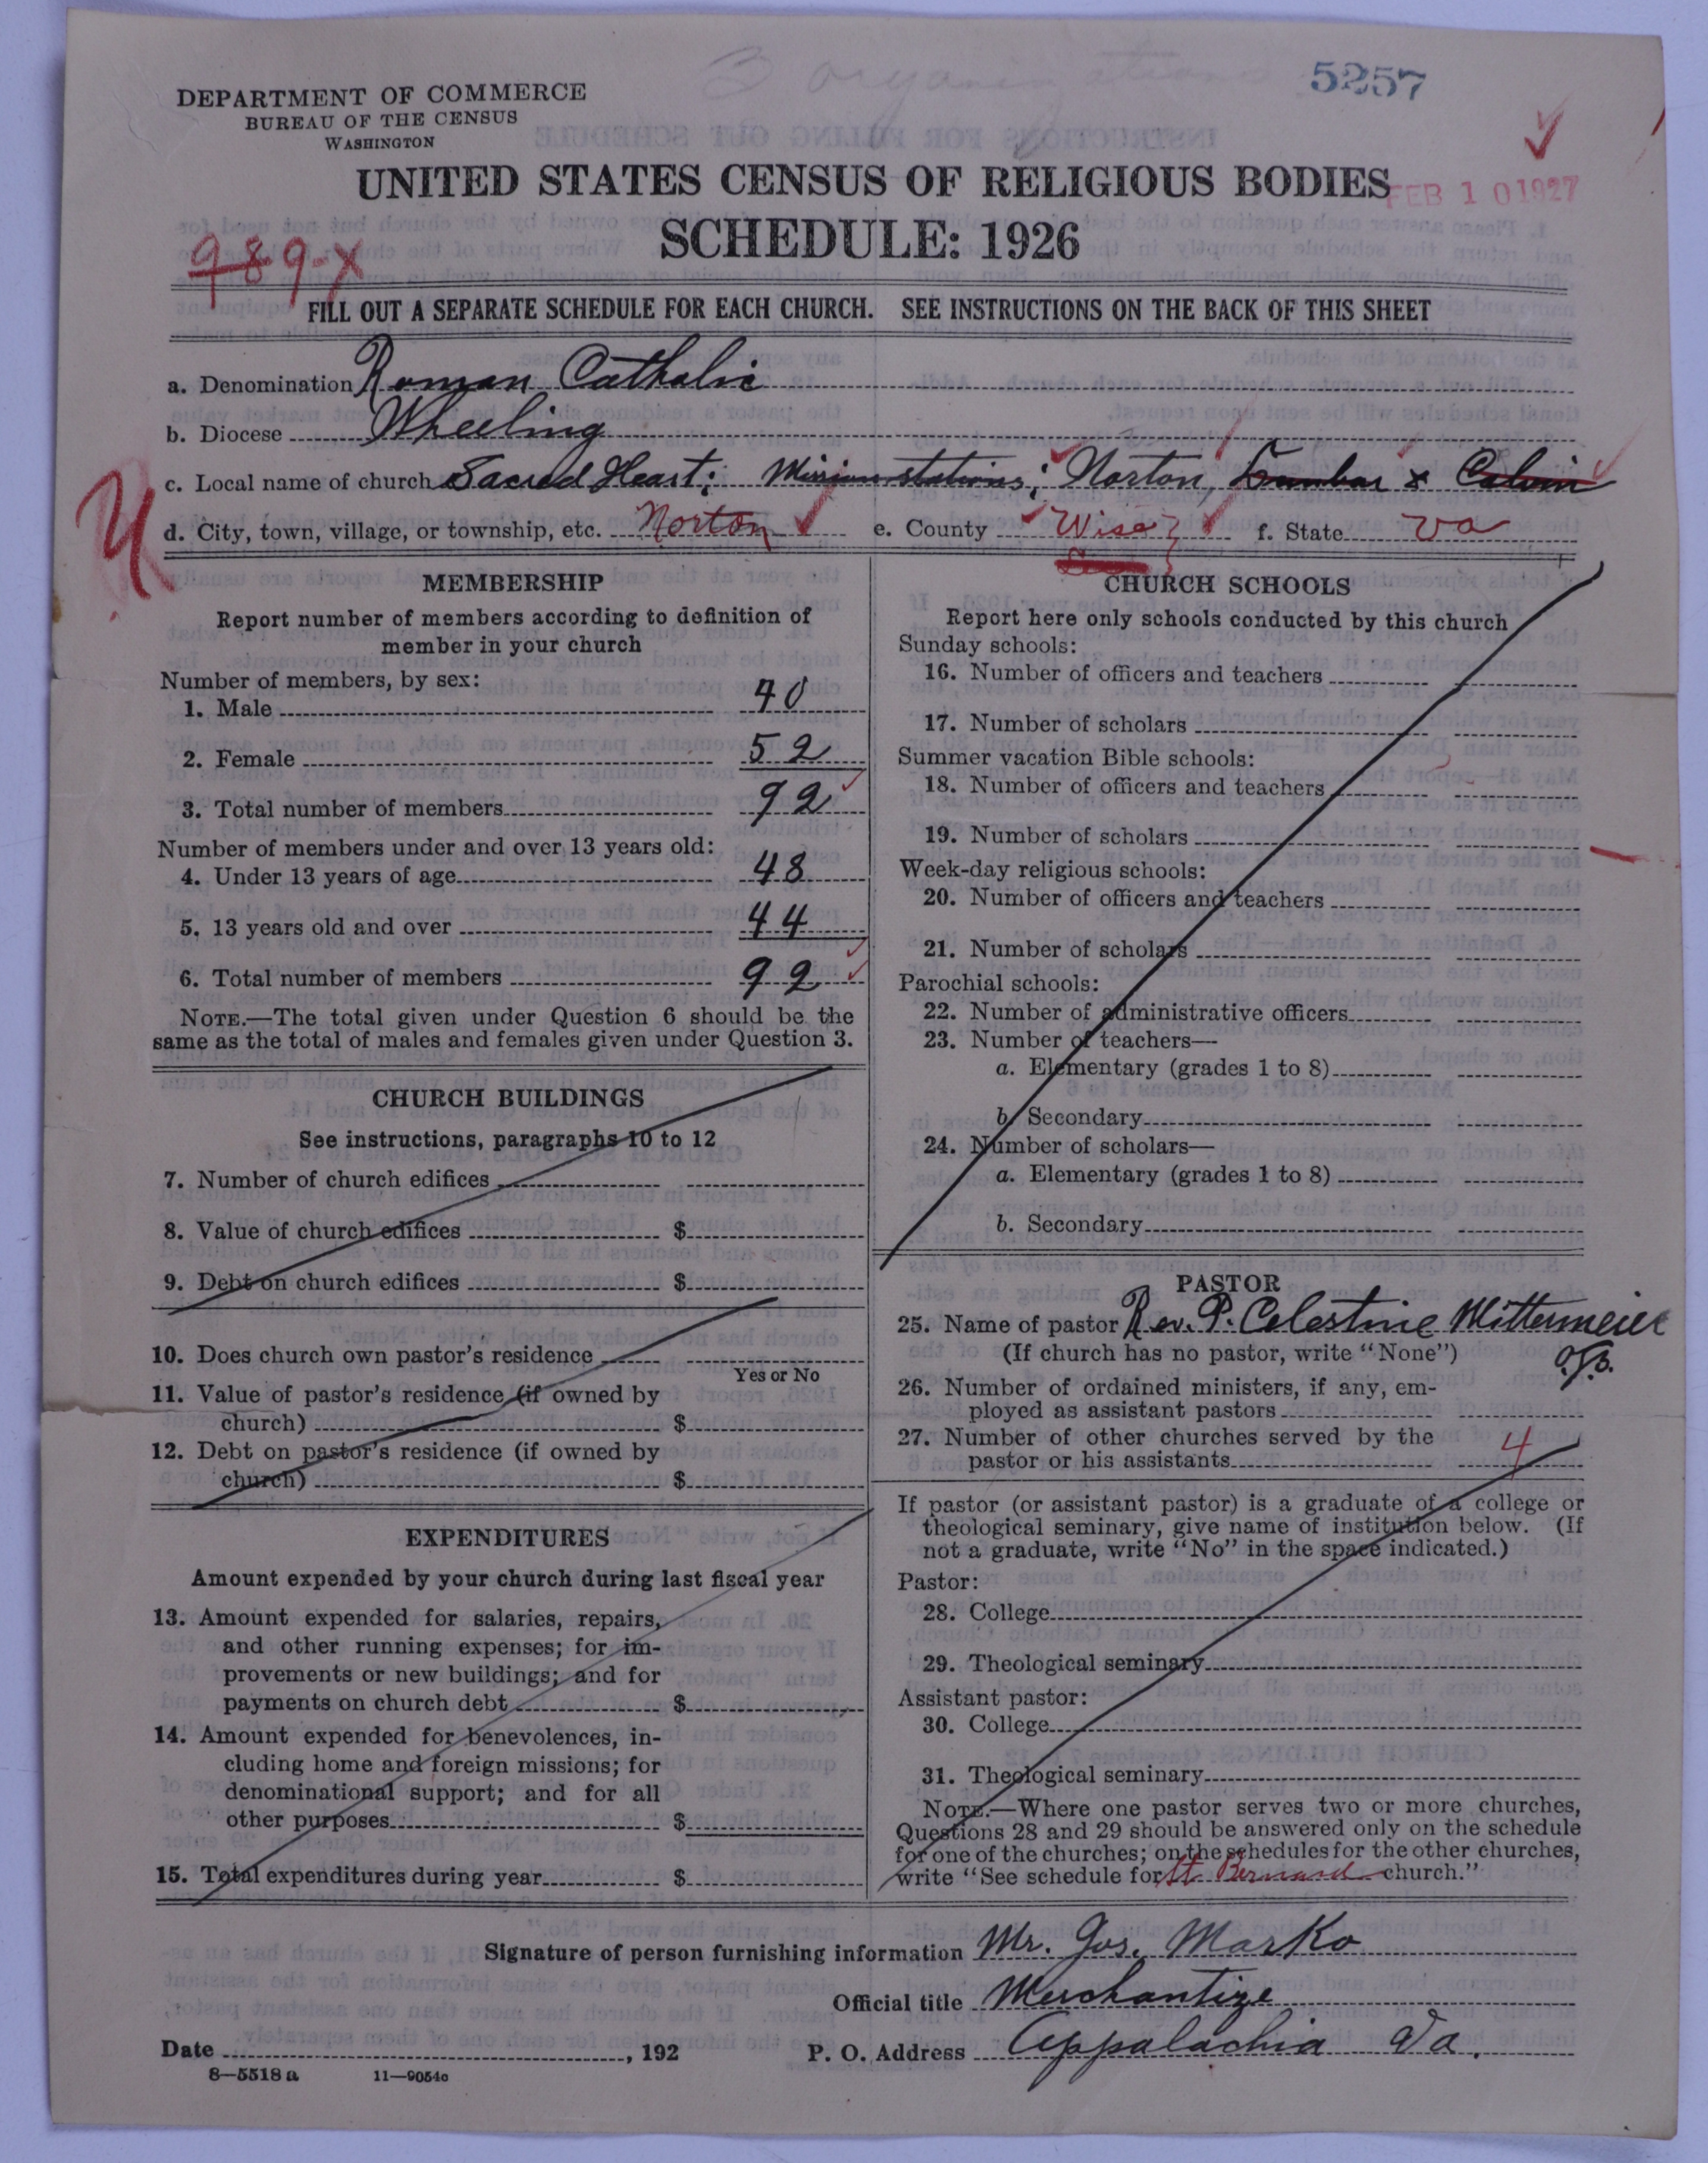 3 organizations
5257
DEPARTMENT OF COMMERCE
BUREAU OF THE CENSUS
WASHINGTON
UNITED STATES CENSUS OF RELIGIOUS BODIES
FEB 10 1927
SCHEDULE: 1926
989-X
FILL OUT A SEPARATE SCHEDULE FOR EACH CHURCH. SEE INSTRUCTIONS ON THE BACK OF THIS SHEET
a. Denomination Roman Catholic
b. Diocese Wheeling
c. Local name of church Sacred Heart; Mission stations; Norton, Dunbar & Calvin
d. City, town, village, or township, etc. Norton e. County Wise f. State Va
MEMBERSHIP
Report number of members according to definition of
member in your church
Number of members, by sex:
1. Male 40
2. Female 52
3. Total number of members 92
Number of members under and over 13 years old:
4. Under 13 years of age 48
5. 13 years old and over 44
6. Total number of members 92
NOTE.—The total given under Question 6 should be the
same as the total of males and females given under Question 3.
CHURCH BUILDINGS
See instructions, paragraphs 10 to 12
7. Number of church edifices
8. Value of church edifices $
9. Debt on church edifices $
10. Does church own pastor's residence
Yes or No
11. Value of pastor's residence (if owned by
church) $
12. Debt on pastor's residence (if owned by
church) $
EXPENDITURES
Amount expended by your church during last fiscal year
13. Amount expended for salaries, repairs,
and other running expenses; for im-
provements or new buildings; and for
payments on church debt $
14. Amount expended for benevolences, in-
cluding home and foreign missions; for
denominational support; and for all
other purposes $
15. Total expenditures during year $
CHURCH SCHOOLS
Report here only schools conducted by this church
Sunday schools:
16. Number of officers and teachers
17. Number of scholars
Summer vacation Bible schools:
18. Number of officers and teachers
19. Number of scholars
Week-day religious schools:
20. Number of officers and teachers
21. Number of scholars
Parochial schools:
22. Number of administrative officers
23. Number of teachers—
a. Elementary (grades 1 to 8)
b. Secondary
24. Number of scholars—
a. Elementary (grades 1 to 8)
b. Secondary
PASTOR
25. Name of pastor Rev. P. Celestine Mittermeier
(If church has no pastor, write "None")
26. Number of ordained ministers, if any, em-
ployed as assistant pastors
27. Number of other churches served by the
pastor or his assistants 4
If pastor (or assistant pastor) is a graduate of a college or
theological seminary, give name of institution below. (If
not a graduate, write "No" in the space indicated.)
Pastor:
28. College
29. Theological seminary
Assistant pastor:
30. College
31. Theological seminary
NOTE.—Where one pastor serves two or more churches,
Questions 28 and 29 should be answered only on the schedule
for one of the churches; on the schedules for the other churches,
write "See schedule for St Bernard church."
Signature of person furnishing information Mr. Jos. Marko
Official title Merchantize
Date , 192 P. O. Address Appalachia Va.
8—5518 a 11—9054c